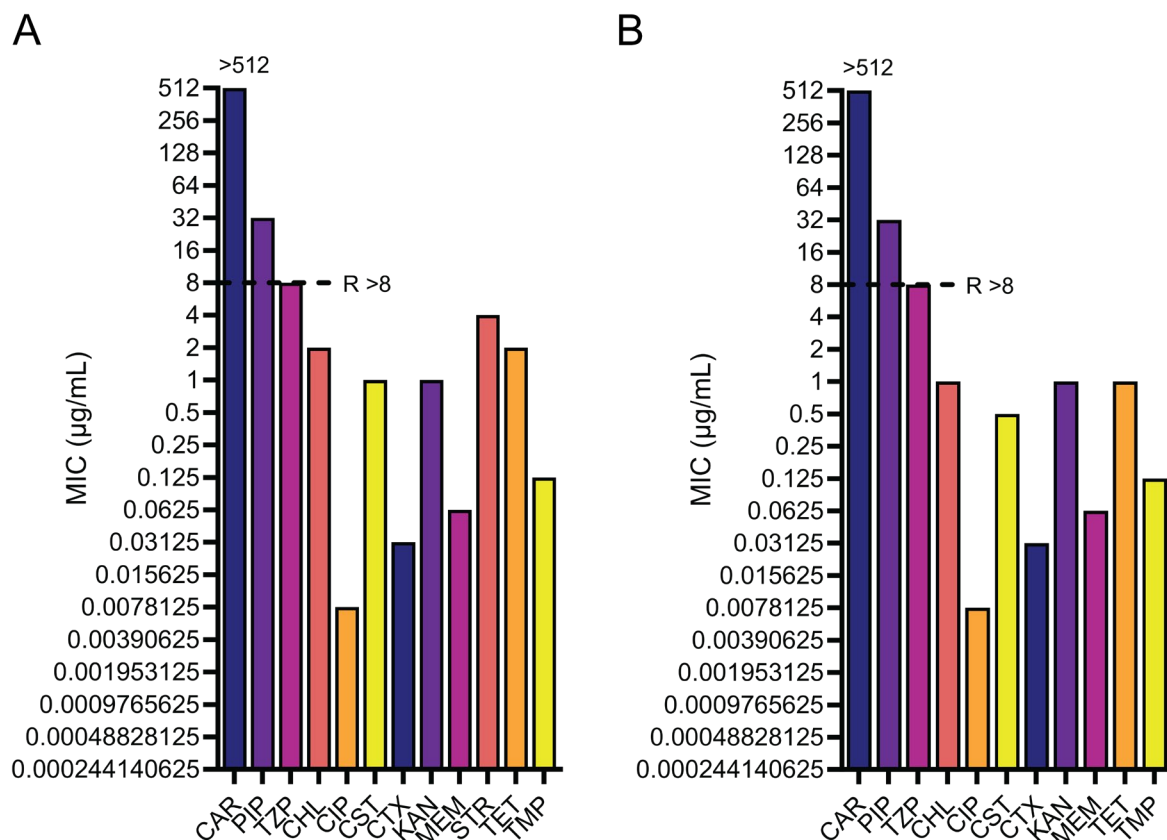 A
>512
512
256
128
64
32
16
8
4
2
1
0.5
0.25
0.125
0.0625
0.03125
0.015625
0.0078125
0.00390625
0.001953125
0.0009765625
0.00048828125
0.000244140625
MIC (µg/mL)
R >8
CAR
PIP
TZP
CHL
CIP
CST
CTX
KAN
MEM
STR
TET
TMP
B
>512
512
256
128
64
32
16
8
4
2
1
0.5
0.25
0.125
0.0625
0.03125
0.015625
0.0078125
0.00390625
0.001953125
0.0009765625
0.00048828125
0.000244140625
MIC (µg/mL)
R >8
CAR
PIP
TZP
CHL
CIP
CST
CTX
KAN
MEM
TET
TMP